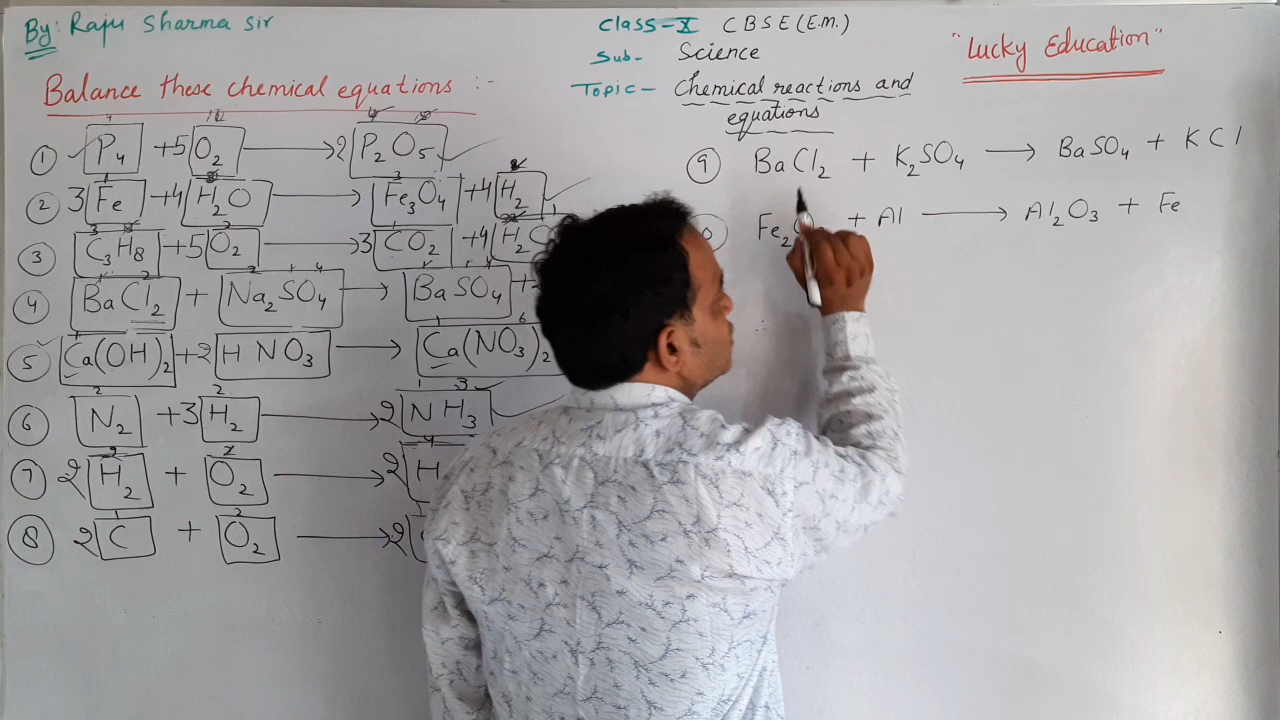 By: Raju Sharma Sir
Class-X CBSE (E.m.)
Sub- Science
Topic- Chemical reactions and
equations
"Lucky Education"
Balance these chemical equations :-
① P₄ + 5 O₂ ⟶ 2 P₂O₅
② 3 Fe + 4 H₂O ⟶ Fe₃O₄ + 4 H₂
③ C₃H₈ + 5 O₂ ⟶ 3 CO₂ + 4 H₂O
④ BaCl₂ + Na₂SO₄ ⟶ BaSO₄ +
⑤ Ca(OH)₂ + 2 HNO₃ ⟶ Ca(NO₃)₂
⑥ N₂ + 3 H₂ ⟶ 2 NH₃
⑦ 2 H₂ + O₂ ⟶ 2 H
⑧ 2 C + O₂ ⟶ 2
⑨ BaCl₂ + K₂SO₄ ⟶ BaSO₄ + KCl
Fe₂O₃ + Al ⟶ Al₂O₃ + Fe